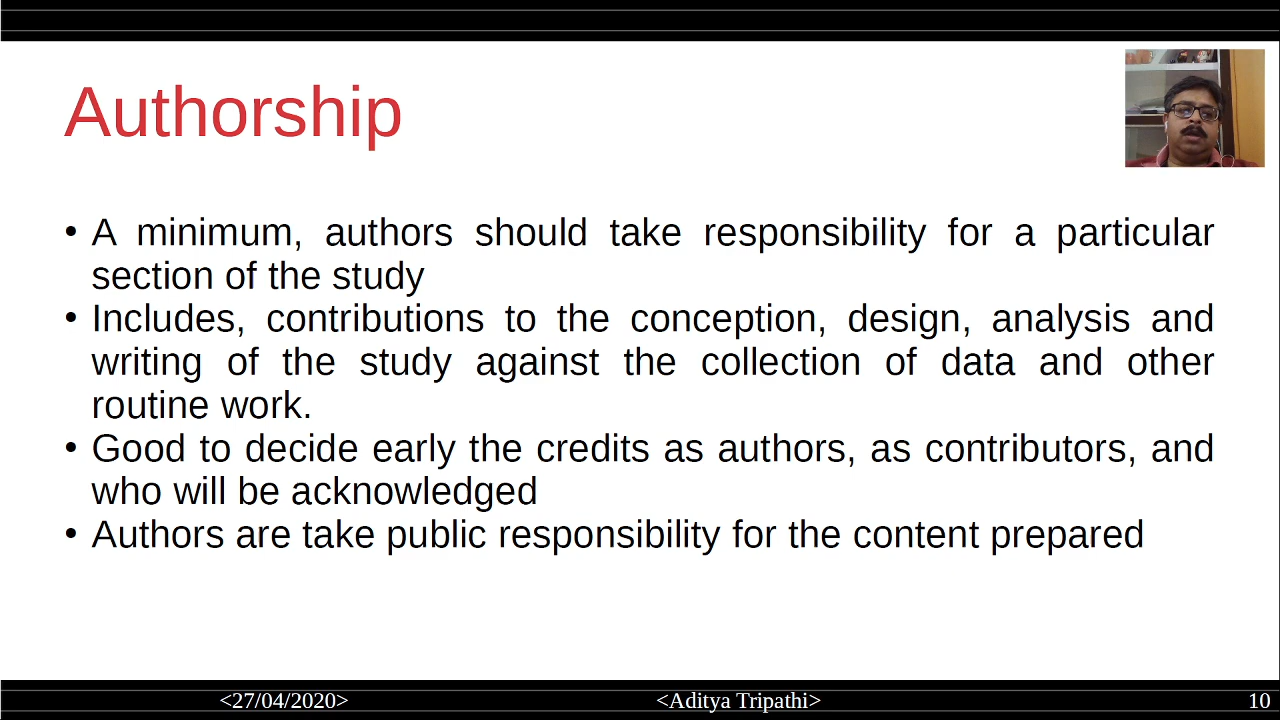 Authorship
• A minimum, authors should take responsibility for a particular
section of the study
• Includes, contributions to the conception, design, analysis and
writing of the study against the collection of data and other
routine work.
• Good to decide early the credits as authors, as contributors, and
who will be acknowledged
• Authors are take public responsibility for the content prepared
<27/04/2020>
<Aditya Tripathi>
10